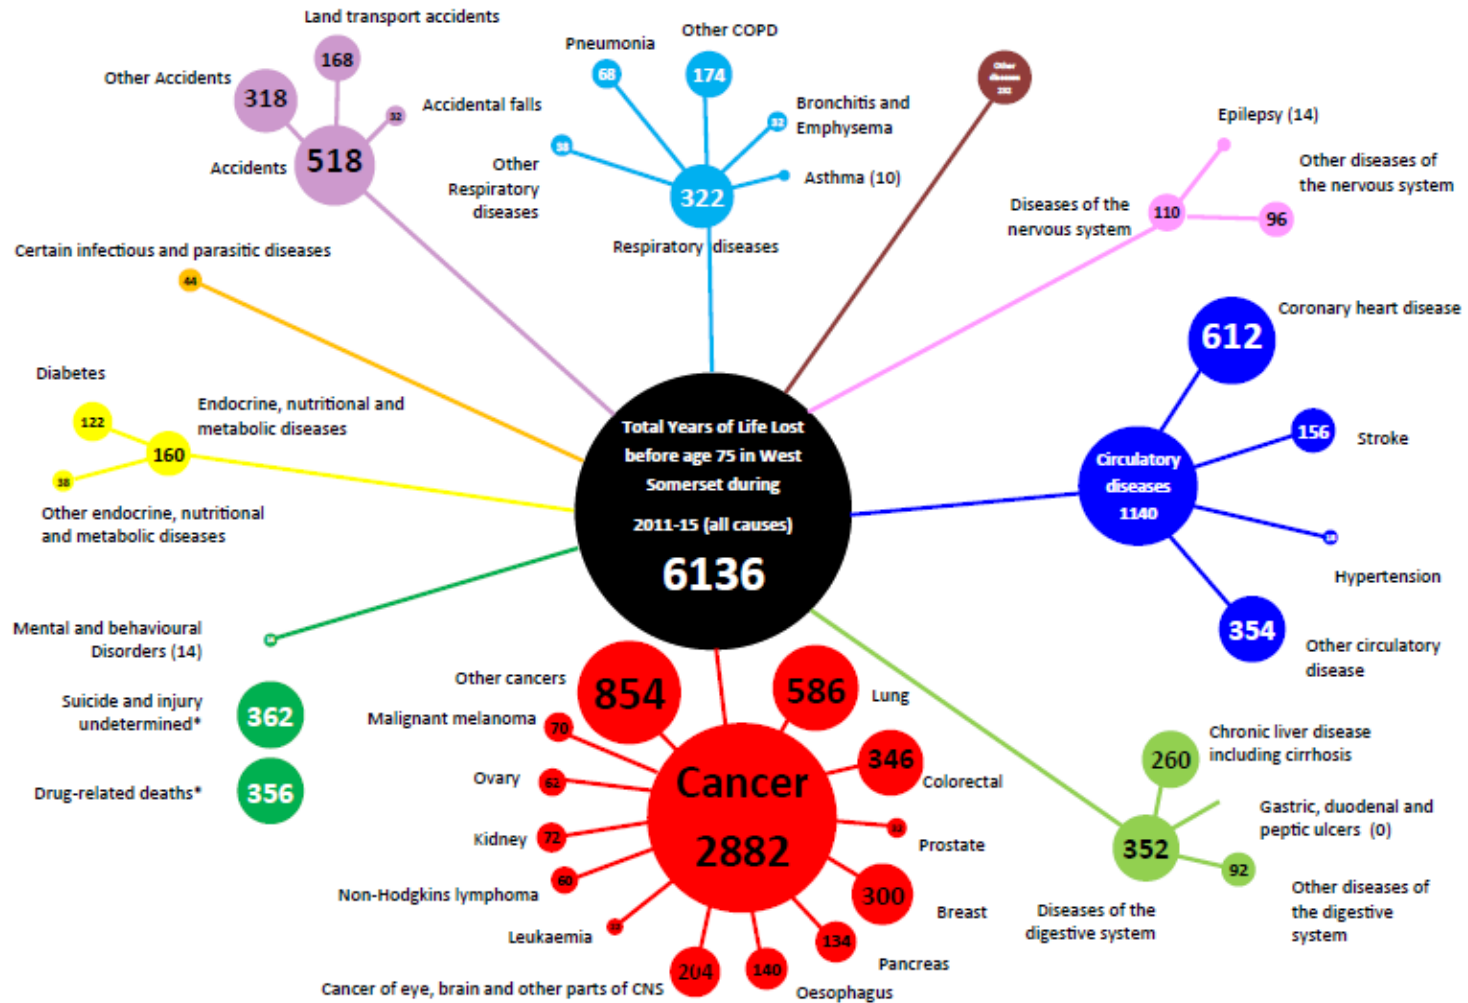 Land transport accidents
168
Other Accidents
318
Accidental falls
32
Accidents
518
Pneumonia
68
Other COPD
174
Bronchitis and
Emphysema
32
Asthma (10)
38
Other
Respiratory
diseases
322
Respiratory diseases
Other
diseases
Epilepsy (14)
Other diseases of
the nervous system
96
Diseases of the
nervous system
110
Certain infectious and parasitic diseases
44
Diabetes
122
Endocrine, nutritional and
metabolic diseases
160
38
Other endocrine, nutritional
and metabolic diseases
Total Years of Life Lost
before age 75 in West
Somerset during
2011-15 (all causes)
6136
Coronary heart disease
612
156
Stroke
Circulatory
diseases
1140
18
Hypertension
354
Other circulatory
disease
Mental and behavioural
Disorders (14)
Suicide and injury
undetermined*
362
Drug-related deaths*
356
Other cancers
854
586
Lung
Malignant melanoma
70
346
Colorectal
Ovary
62
Cancer
2882
Prostate
Kidney
72
300
Breast
Non-Hodgkins lymphoma
60
134
Pancreas
Leukaemia
204
Cancer of eye, brain and other parts of CNS
140
Oesophagus
Chronic liver disease
including cirrhosis
260
Gastric, duodenal and
peptic ulcers (0)
352
92
Diseases of the
digestive system
Other diseases of
the digestive
system